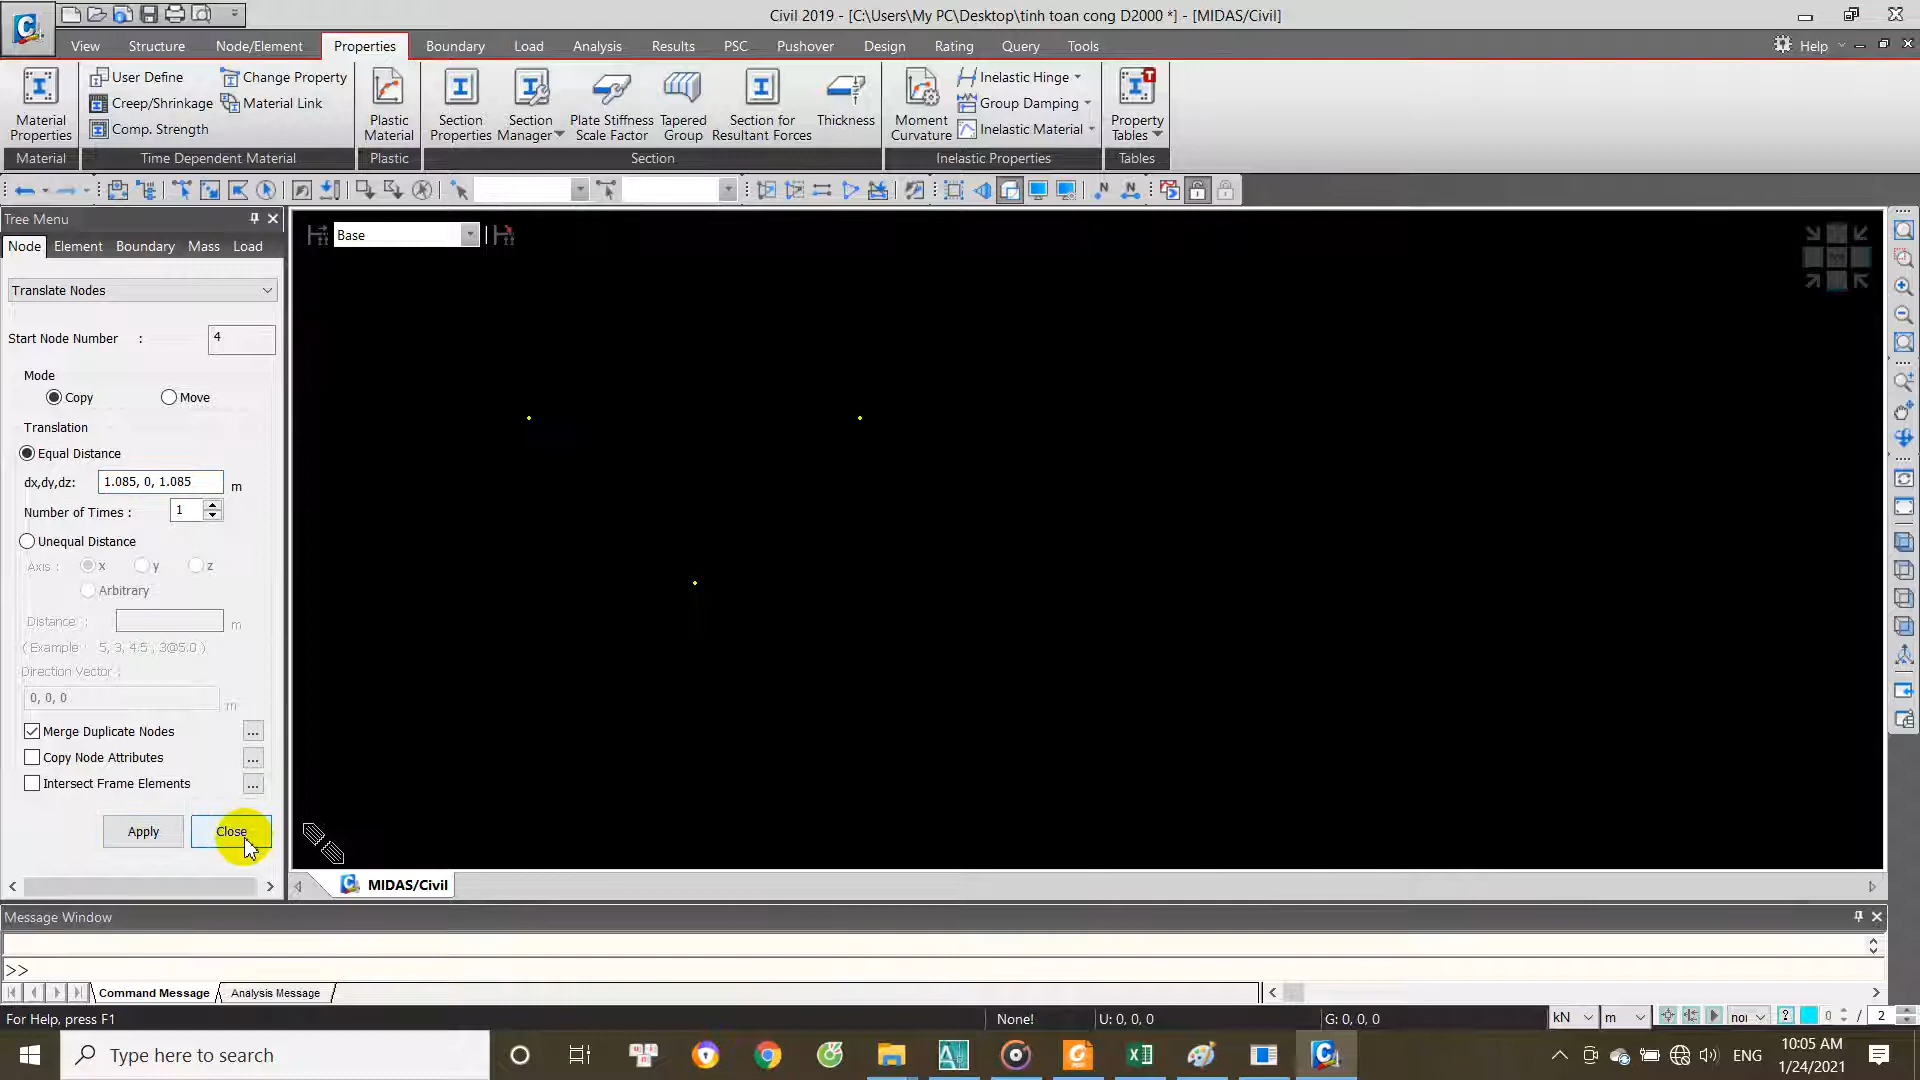 Civil 2019 - [C:\Users\My PC\Desktop\tinh toan cong D2000 *] - [MIDAS/Civil]
View Structure Node/Element Properties Boundary Load Analysis Results PSC Pushover Design Rating Query Tools Help
Material Properties
User Define
Creep/Shrinkage
Comp. Strength
Change Property
Material Link
Plastic Material
Section Properties
Section Manager
Plate Stiffness Scale Factor
Tapered Group
Section for Resultant Forces
Thickness
Moment Curvature
Inelastic Hinge
Group Damping
Inelastic Material
Property Tables
Material Time Dependent Material Plastic Section Inelastic Properties Tables
Tree Menu
Node Element Boundary Mass Load
Base
Translate Nodes
Start Node Number : 4
Mode
Copy Move
Translation
Equal Distance
dx,dy,dz: 1.085, 0, 1.085 m
Number of Times : 1
Unequal Distance
Axis : x y z
Arbitrary
Distance : m
( Example : 5, 3, 4.5 , 3@5.0 )
Direction Vector :
0, 0, 0 m
Merge Duplicate Nodes ...
Copy Node Attributes ...
Intersect Frame Elements ...
Apply Close
MIDAS/Civil
Message Window
>>
Command Message Analysis Message
For Help, press F1 None! U: 0, 0, 0 G: 0, 0, 0 kN m nor ? 0 / 2
Type here to search
ENG
10:05 AM
1/24/2021